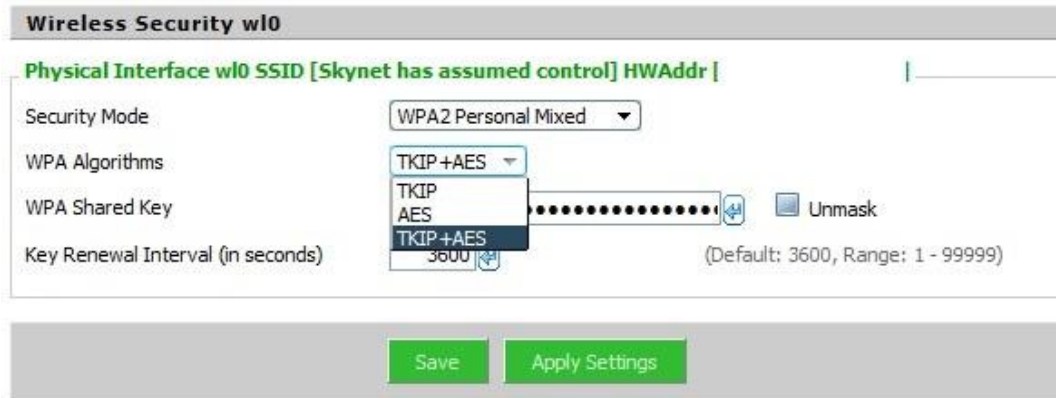 Wireless Security wl0
Physical Interface wl0 SSID [Skynet has assumed control] HWAddr [ ]
Security Mode WPA2 Personal Mixed
WPA Algorithms TKIP+AES
TKIP
WPA Shared Key AES ●●●●●●●●●●●●●●●● Unmask
TKIP+AES
Key Renewal Interval (in seconds) 3600 (Default: 3600, Range: 1 - 99999)
Save Apply Settings